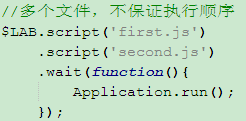 //多个文件，不保证执行顺序
$LAB.script('first.js')
.script('second.js')
.wait(function(){
Application.run();
});